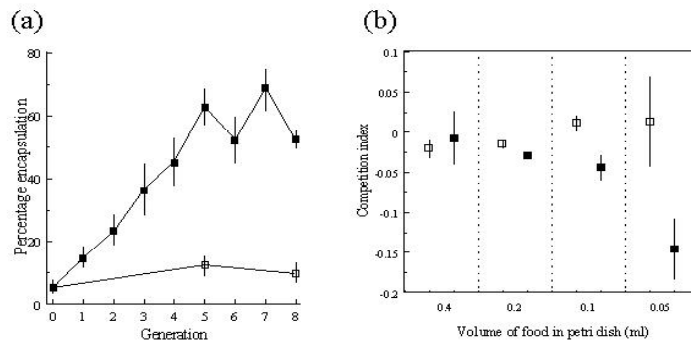 (a)
80
60
40
20
0
Percentage encapsulation
0 1 2 3 4 5 6 7 8
Generation
(b)
0.1
0.05
0
-0.05
-0.1
-0.15
-0.2
Competition index
0.4 0.2 0.1 0.05
Volume of food in petri dish (ml)